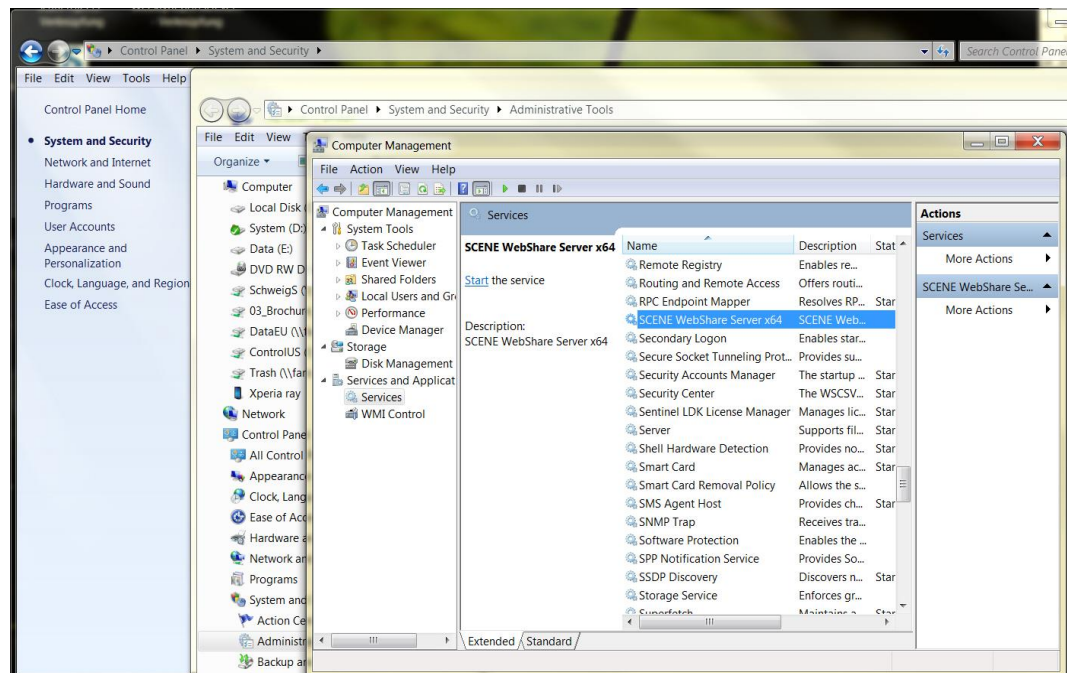 Control Panel ▸ System and Security ▸
Search Control Pane
File Edit View Tools Help
Control Panel Home
System and Security
Network and Internet
Hardware and Sound
Programs
User Accounts
Appearance and
Personalization
Clock, Language, and Region
Ease of Access
Control Panel ▸ System and Security ▸ Administrative Tools
File Edit View
Organize
Computer
Local Disk
System (D:)
Data (E:)
DVD RW D
SchweigS (
03_Brochur
DataEU (\\f
ControlUS
Trash (\\far
Xperia ray
Network
Control Pane
All Control
Appearanc
Clock, Lang
Ease of Acc
Hardware a
Network an
Programs
System and
Action Ce
Administr
Backup an
Computer Management
File Action View Help
Computer Management
System Tools
Task Scheduler
Event Viewer
Shared Folders
Local Users and Gr
Performance
Device Manager
Storage
Disk Management
Services and Applicat
Services
WMI Control
Services
SCENE WebShare Server x64
Start the service
Description:
SCENE WebShare Server x64
Name Description Stat
Remote Registry Enables re...
Routing and Remote Access Offers routi...
RPC Endpoint Mapper Resolves RP... Star
SCENE WebShare Server x64 SCENE Web...
Secondary Logon Enables star...
Secure Socket Tunneling Prot... Provides su...
Security Accounts Manager The startup ... Star
Security Center The WSCSV... Star
Sentinel LDK License Manager Manages lic... Star
Server Supports fil... Star
Shell Hardware Detection Provides no... Star
Smart Card Manages ac... Star
Smart Card Removal Policy Allows the s...
SMS Agent Host Provides ch... Star
SNMP Trap Receives tra...
Software Protection Enables the ...
SPP Notification Service Provides So...
SSDP Discovery Discovers n... Star
Storage Service Enforces gr...
Superfetch Maintains a Star
Extended Standard
Actions
Services
More Actions
SCENE WebShare Se...
More Actions